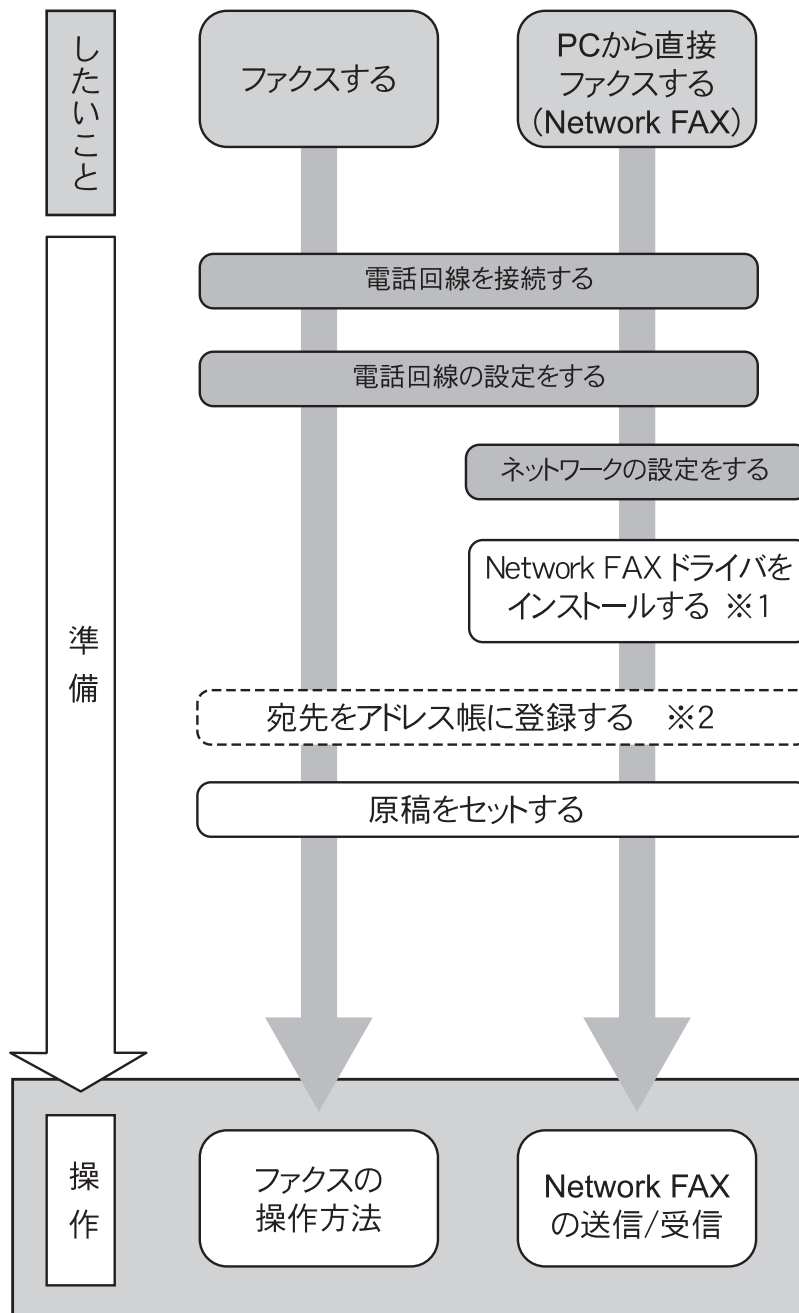 したいこと
ファクスする
PCから直接
ファクスする
(Network FAX)
電話回線を接続する
電話回線の設定をする
ネットワークの設定をする
Network FAX ドライバを
インストールする ※1
準備
宛先をアドレス帳に登録する ※2
原稿をセットする
操作
ファクスの
操作方法
Network FAX
の送信/受信